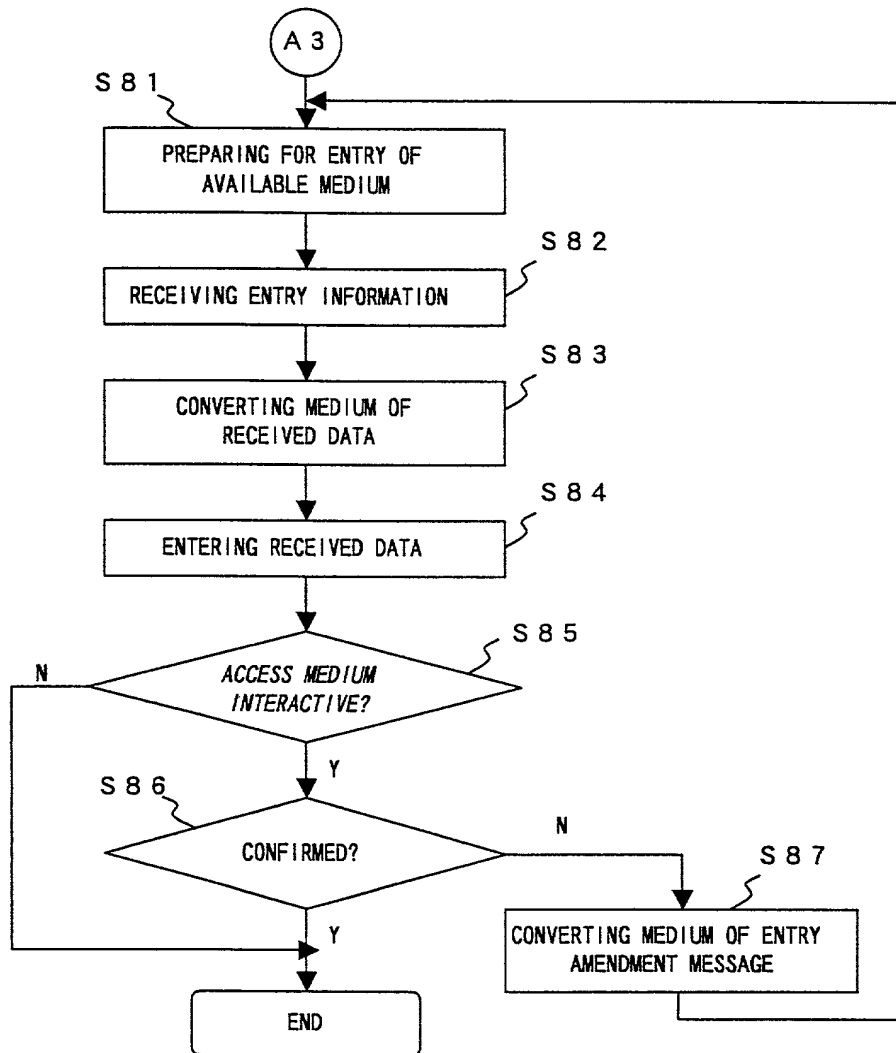 A3
S81
PREPARING FOR ENTRY OF
AVAILABLE MEDIUM
S82
RECEIVING ENTRY INFORMATION
S83
CONVERTING MEDIUM OF
RECEIVED DATA
S84
ENTERING RECEIVED DATA
S85
N
ACCESS MEDIUM
INTERACTIVE?
Y
S86
CONFIRMED?
N
S87
Y
CONVERTING MEDIUM OF ENTRY
AMENDMENT MESSAGE
END